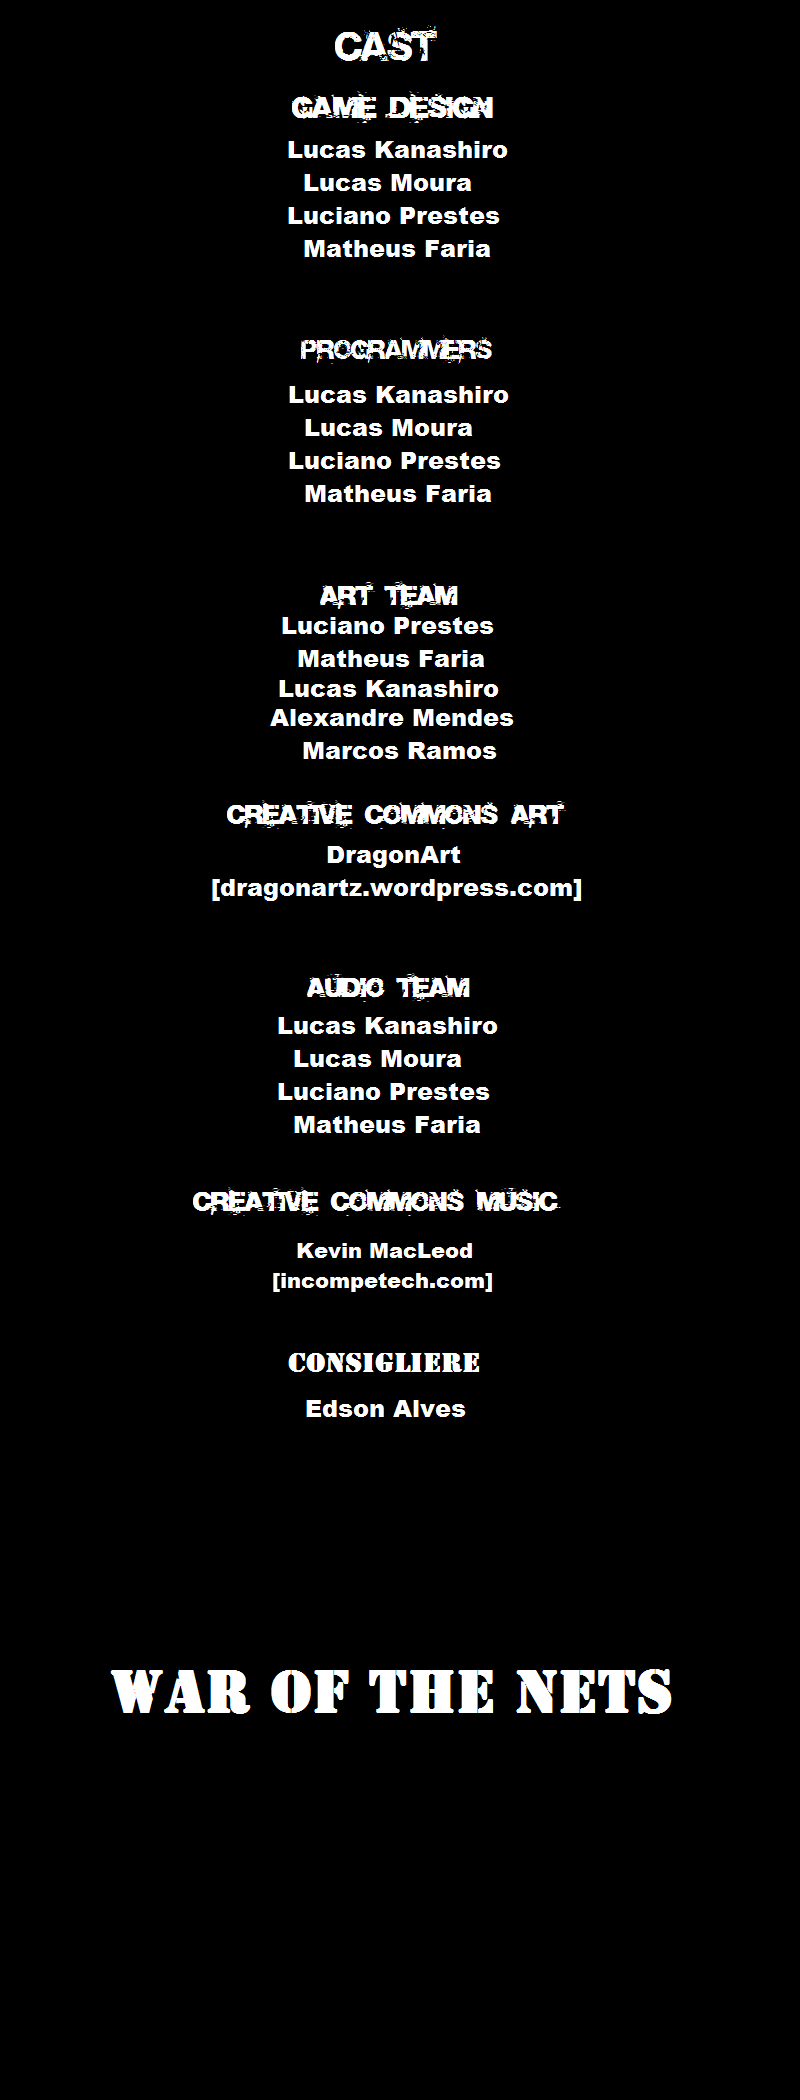 CAST
GAME DESIGN
Lucas Kanashiro
Lucas Moura
Luciano Prestes
Matheus Faria
PROGRAMMERS
Lucas Kanashiro
Lucas Moura
Luciano Prestes
Matheus Faria
ART TEAM
Luciano Prestes
Matheus Faria
Lucas Kanashiro
Alexandre Mendes
Marcos Ramos
CREATIVE COMMONS ART
DragonArt
[dragonartz.wordpress.com]
AUDIO TEAM
Lucas Kanashiro
Lucas Moura
Luciano Prestes
Matheus Faria
CREATIVE COMMONS MUSIC
Kevin MacLeod
[incompetech.com]
CONSIGLIERE
Edson Alves
WAR OF THE NETS